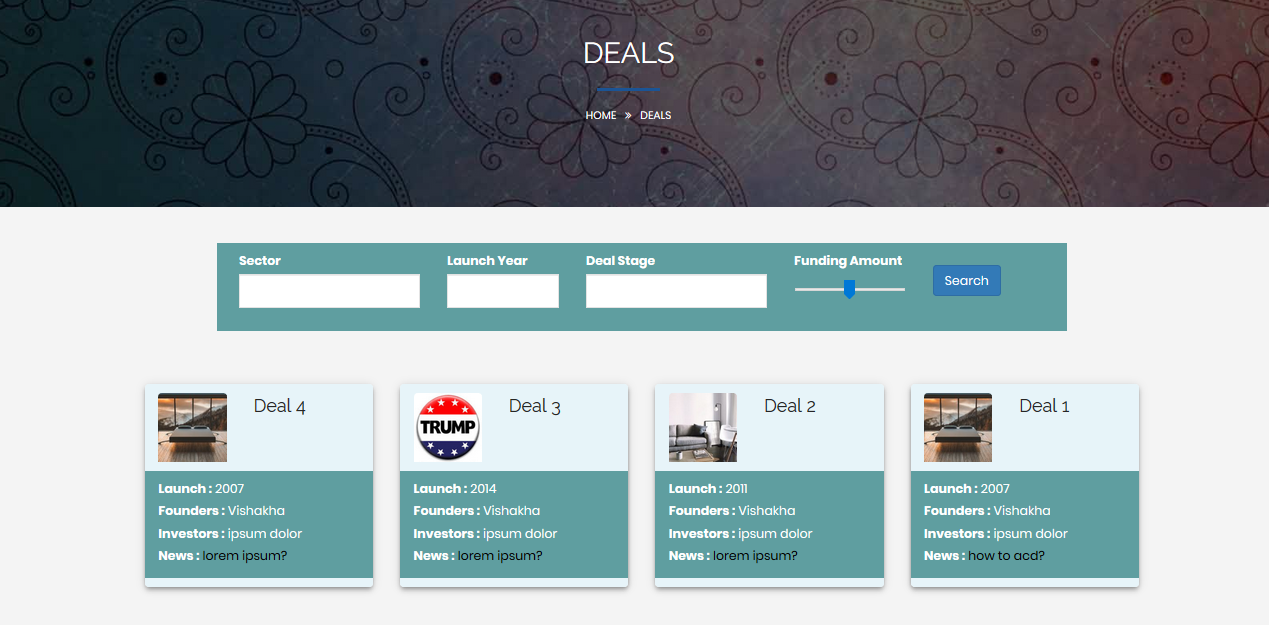 DEALS
HOME » DEALS
Sector
Launch Year
Deal Stage
Funding Amount
Search
Deal 4
Launch : 2007
Founders : Vishakha
Investors : ipsum dolor
News : lorem ipsum?
TRUMP
Deal 3
Launch : 2014
Founders : Vishakha
Investors : ipsum dolor
News : lorem ipsum?
Deal 2
Launch : 2011
Founders : Vishakha
Investors : ipsum dolor
News : lorem ipsum?
Deal 1
Launch : 2007
Founders : Vishakha
Investors : ipsum dolor
News : how to acd?